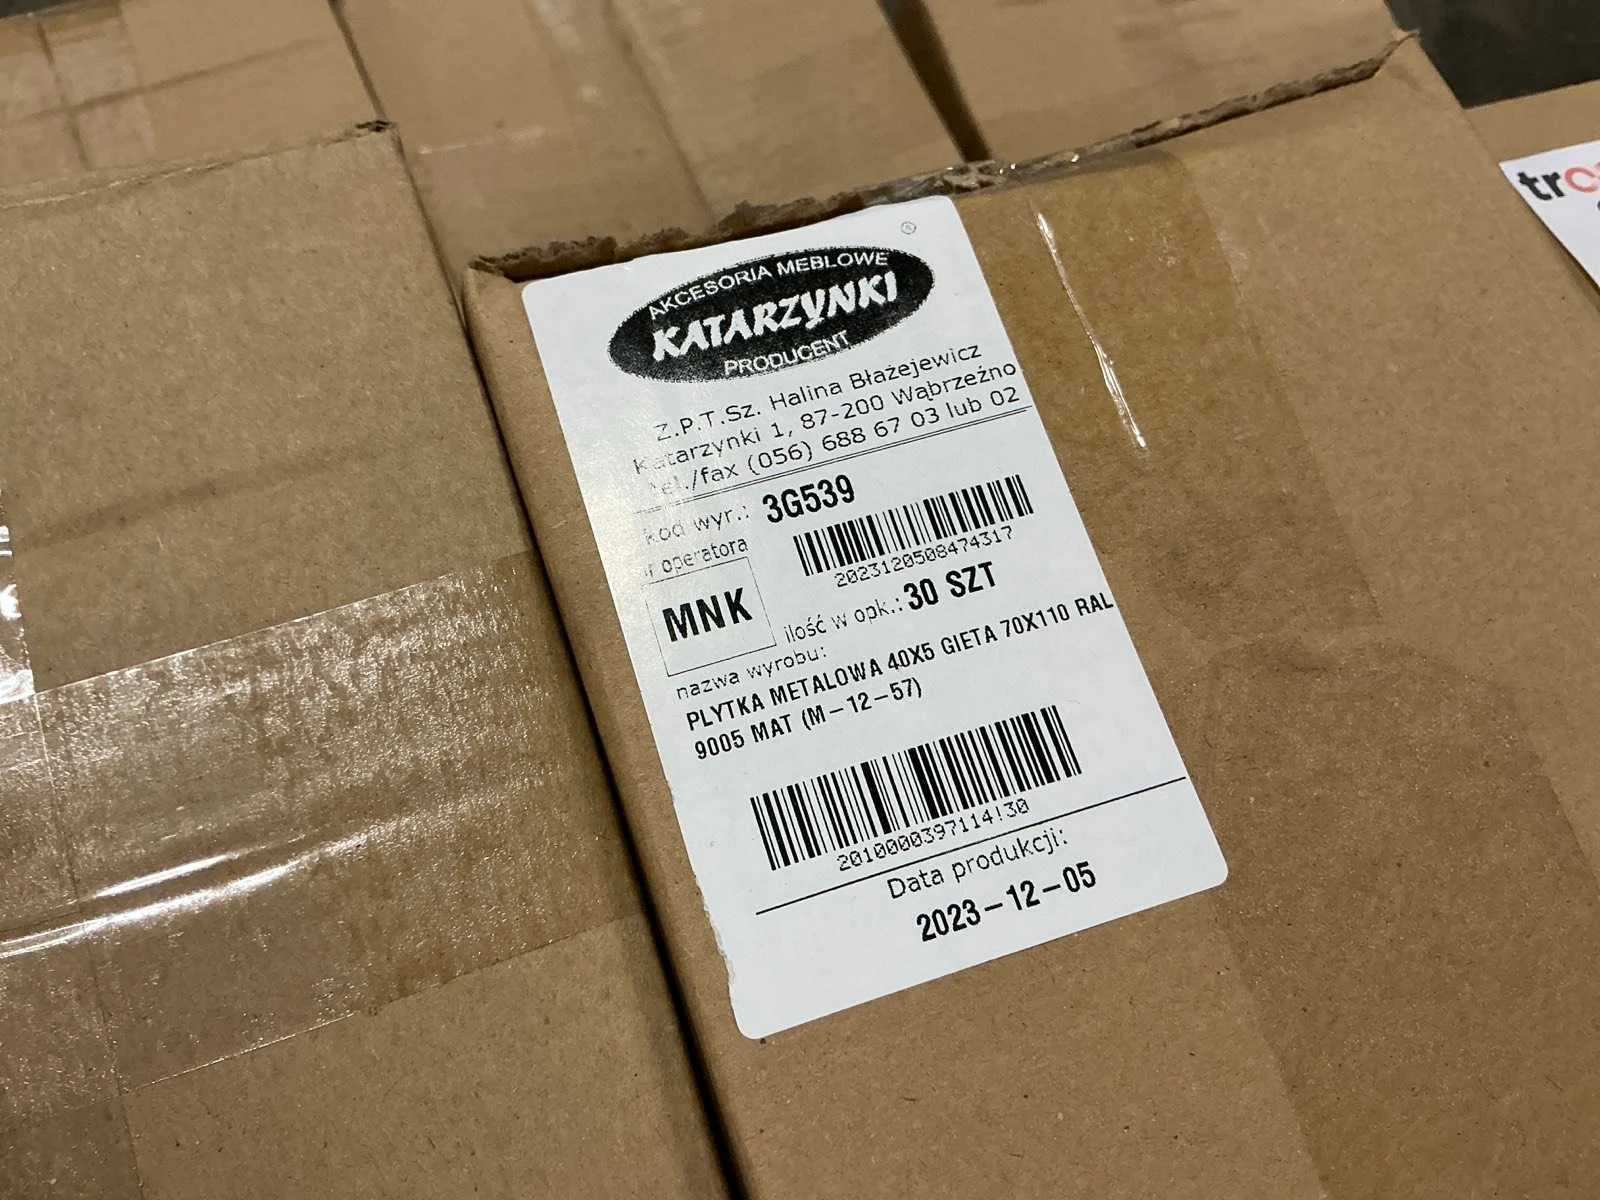 ®
AKCESORIA MEBLOWE
KATARZYNKI
PRODUCENT
Z.P.T.Sz. Halina Błażejewicz
Katarzynki 1, 87-200 Wąbrzeźno
tel./fax (056) 688 67 03 lub 02
kod wyr.: 3G539
nr operatora
2023120508474317
MNK
ilość w opk.: 30 SZT
nazwa wyrobu:
PLYTKA METALOWA 40X5 GIETA 70X110 RAL
9005 MAT (M-12-57)
2010000397114!30
Data produkcji:
2023-12-05